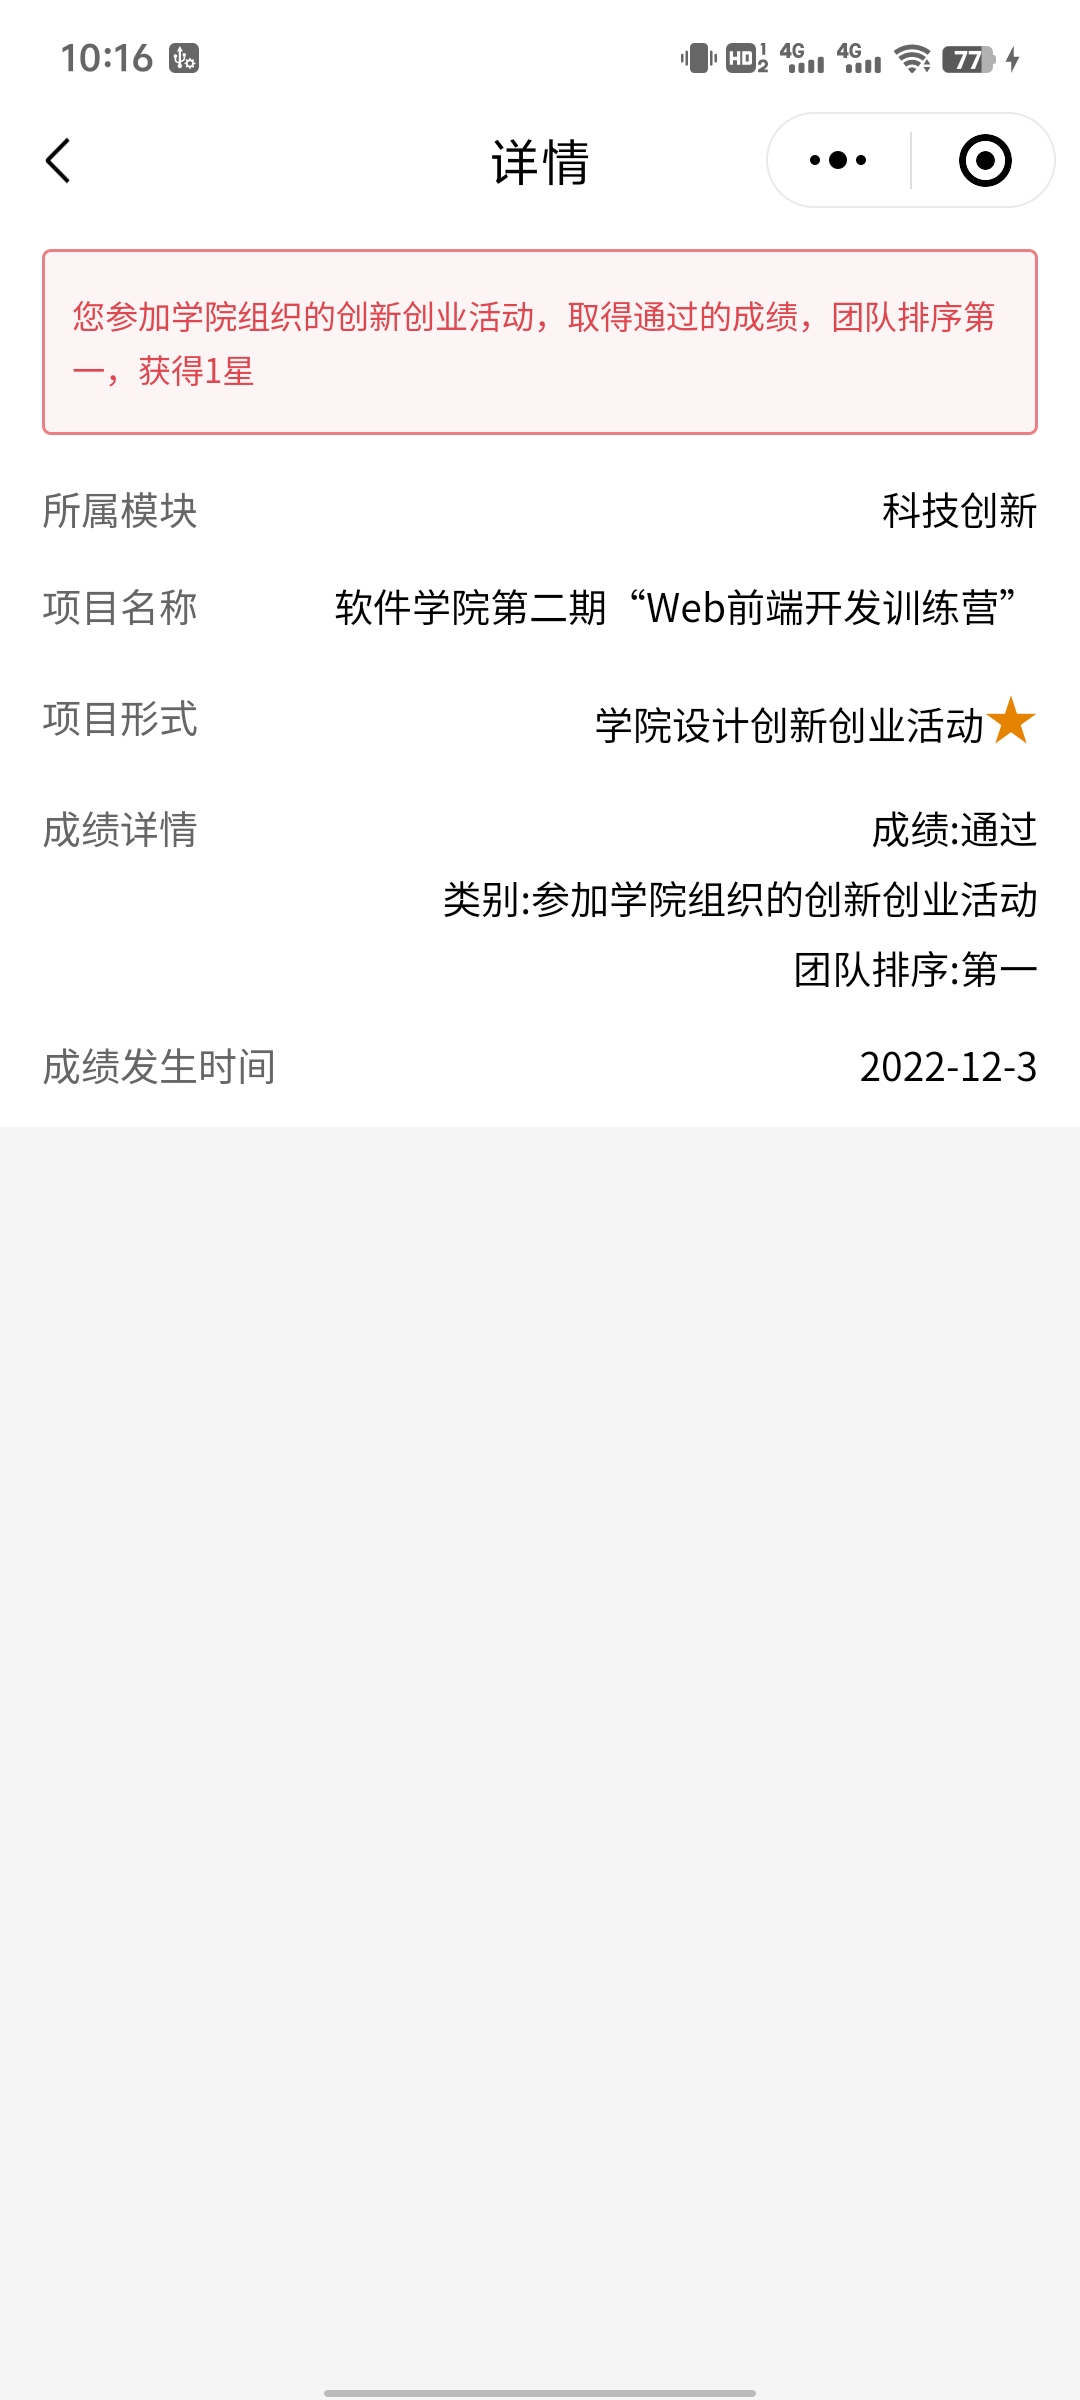 10:16
HD 1 2 4G 4G 77
详情
您参加学院组织的创新创业活动，取得通过的成绩，团队排序第
一，获得1星
所属模块 科技创新
项目名称 软件学院第二期“Web前端开发训练营”
项目形式 学院设计创新创业活动
成绩详情 成绩:通过
类别:参加学院组织的创新创业活动
团队排序:第一
成绩发生时间 2022-12-3